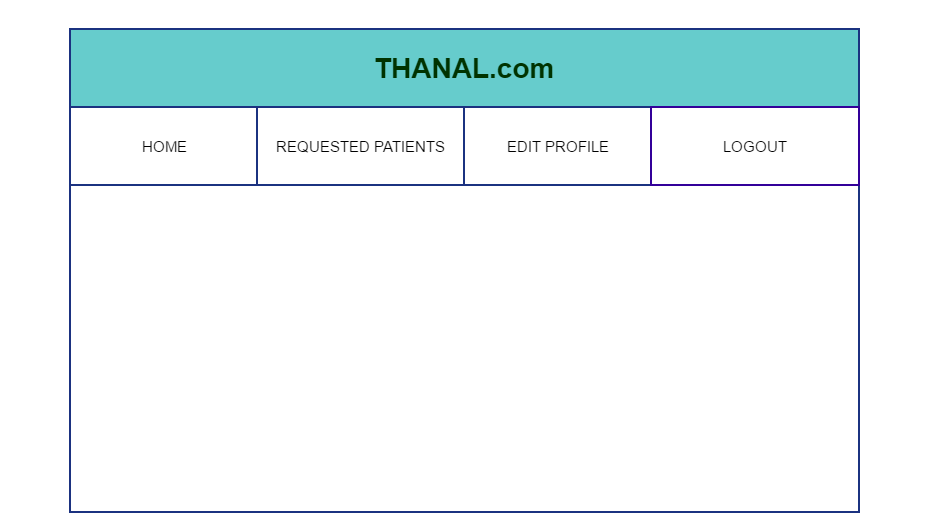 THANAL.com
HOME REQUESTED PATIENTS EDIT PROFILE LOGOUT